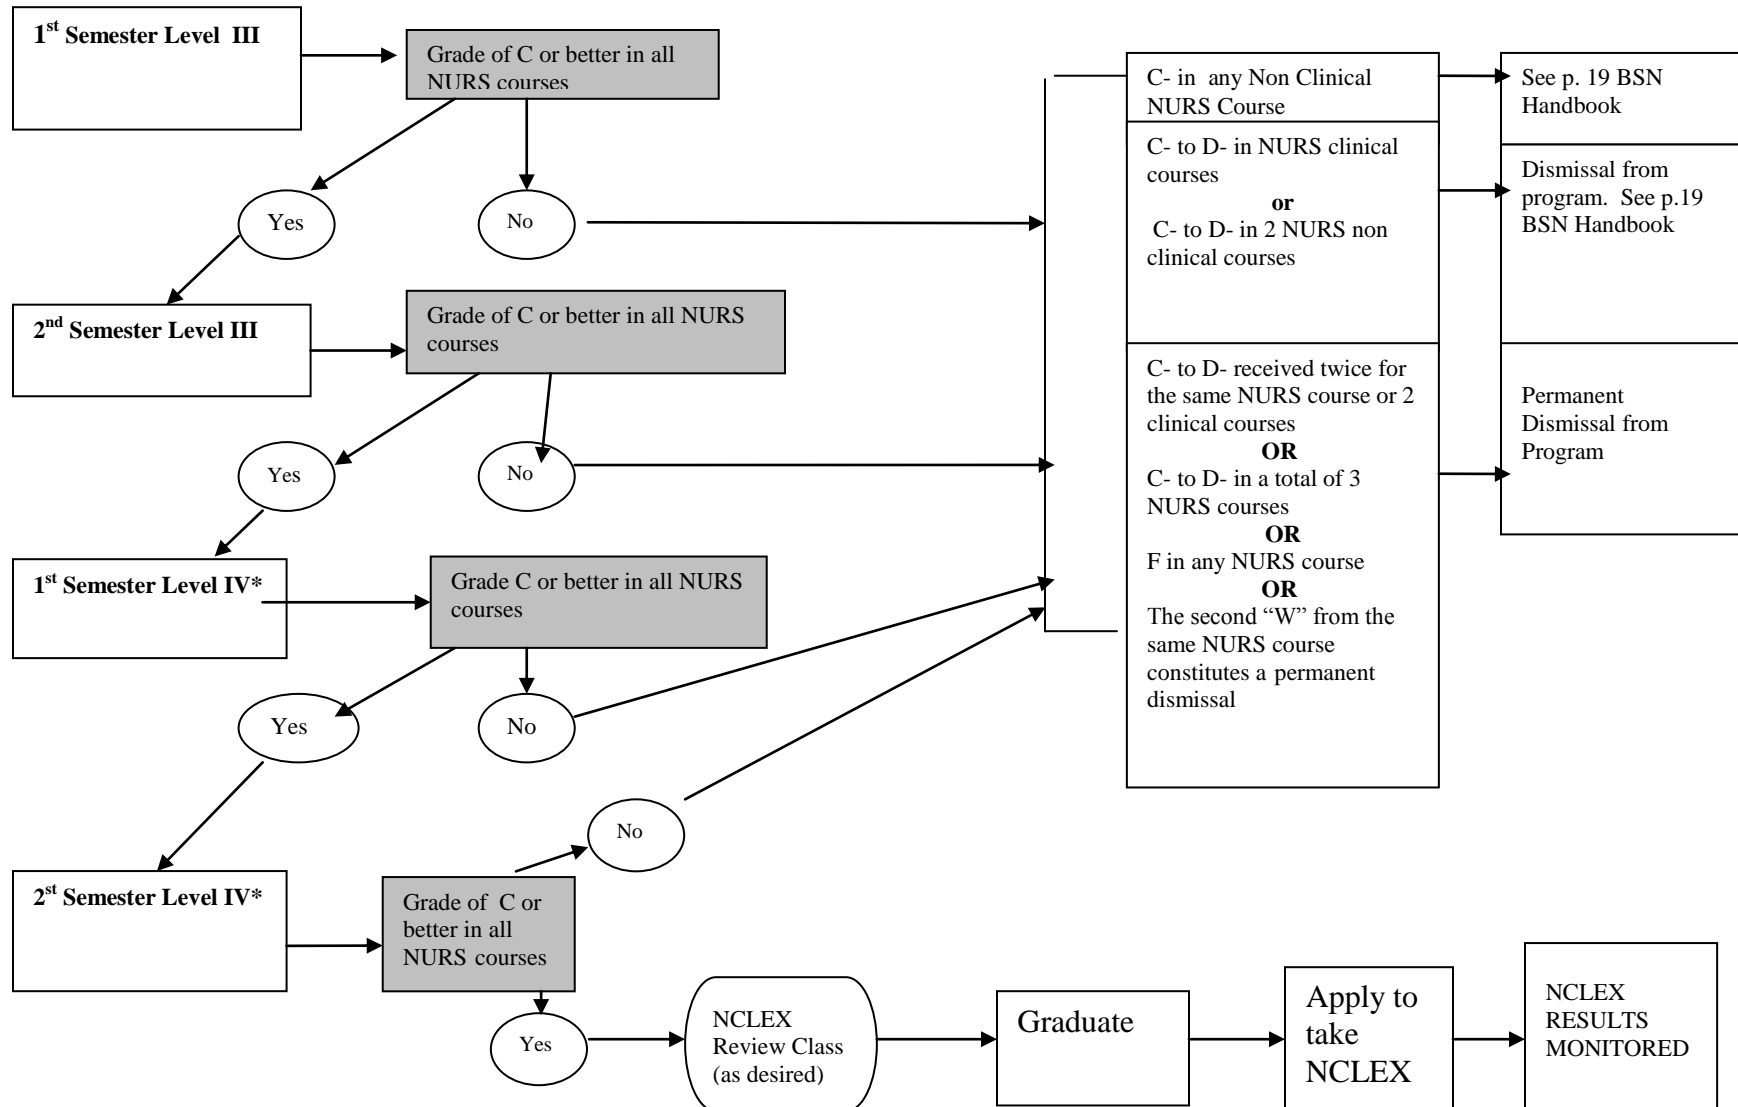 1st Semester Level III
Grade of C or better in all
NURS courses
Yes
No
2nd Semester Level III
Grade of C or better in all NURS
courses
Yes
No
1st Semester Level IV*
Grade C or better in all NURS
courses
Yes
No
2st Semester Level IV*
Grade of C or
better in all
NURS courses
No
Yes
C- in any Non Clinical
NURS Course
See p. 19 BSN
Handbook
C- to D- in NURS clinical
courses
or
C- to D- in 2 NURS non
clinical courses
Dismissal from
program. See p.19
BSN Handbook
C- to D- received twice for
the same NURS course or 2
clinical courses
OR
C- to D- in a total of 3
NURS courses
OR
F in any NURS course
OR
The second “W” from the
same NURS course
constitutes a permanent
dismissal
Permanent
Dismissal from
Program
NCLEX
Review Class
(as desired)
Graduate
Apply to
take
NCLEX
NCLEX
RESULTS
MONITORED